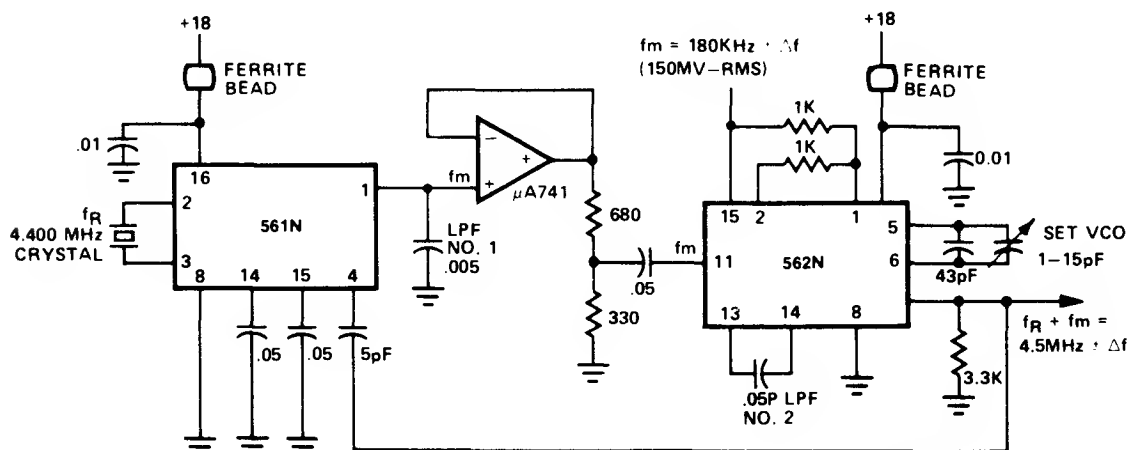 +18
FERRITE
BEAD
.01
16
2
1
fR
4.400 MHz
CRYSTAL
561N
3
8
14
15
4
.05
.05
5pF
fm
LPF
NO. 1
.005
−
+
+
μA741
680
330
.05
fm
fm = 180KHz · Δf
(150MV–RMS)
1K
1K
+18
FERRITE
BEAD
0.01
15
2
1
5
6
11
562N
13
14
8
43pF
SET VCO
1–15pF
fR + fm =
4.5MHz · Δf
3.3K
.05P LPF
NO. 2